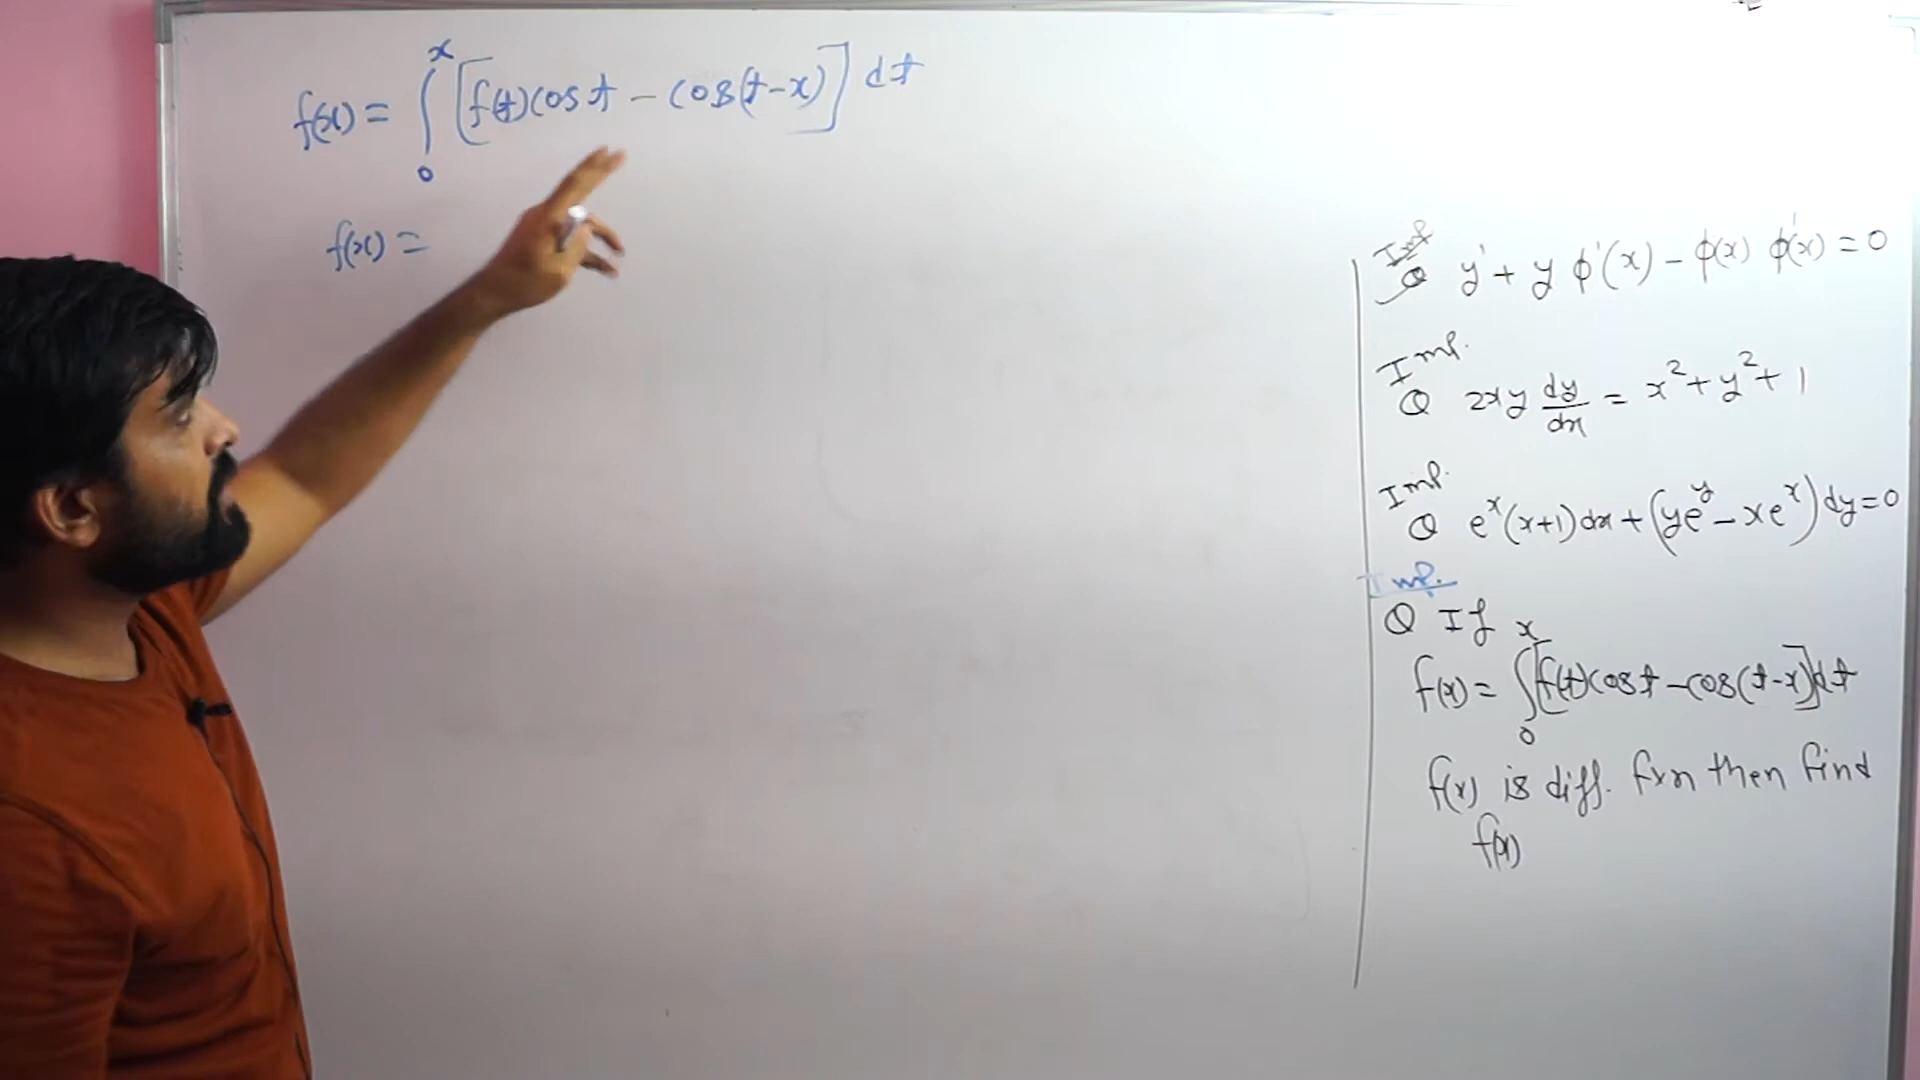 f(x) = ∫₀ˣ [f(t) cos t − cos(t−x)] dt
f(x) =
Imp
Q y' + y φ'(x) − φ(x) φ'(x) = 0
Imp.
Q 2xy dy/dx = x² + y² + 1
Imp.
Q eˣ(x+1)dx + (yeʸ − xeˣ)dy = 0
Imp.
Q If
f(x) = ∫₀ˣ [f(t) cos t − cos(t−x)] dt
f(x) is diff. fxn then find
f(x)